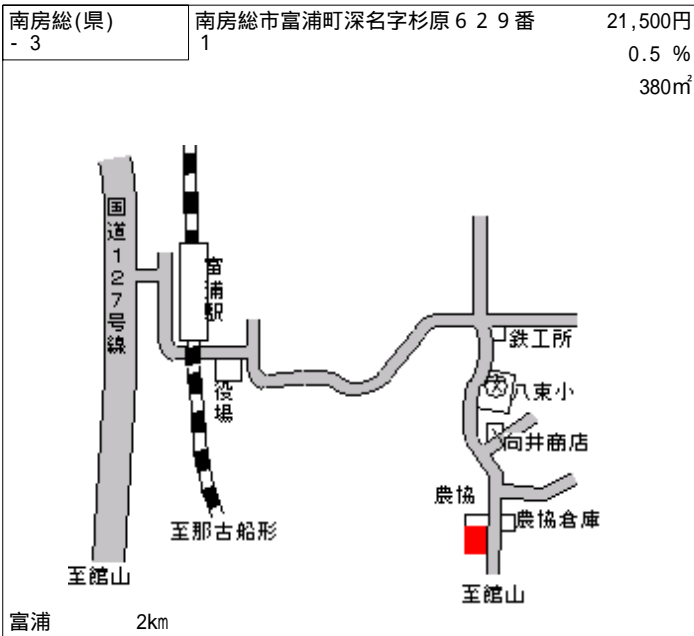 南房総(県)
- 3
南房総市富浦町深名字杉原６２９番
1
21,500円
0.5 %
380㎡
国道127号線
富浦駅
鉄工所
役場
八束小
向井商店
農協
農協倉庫
至那古船形
至館山
至館山
富浦 2km